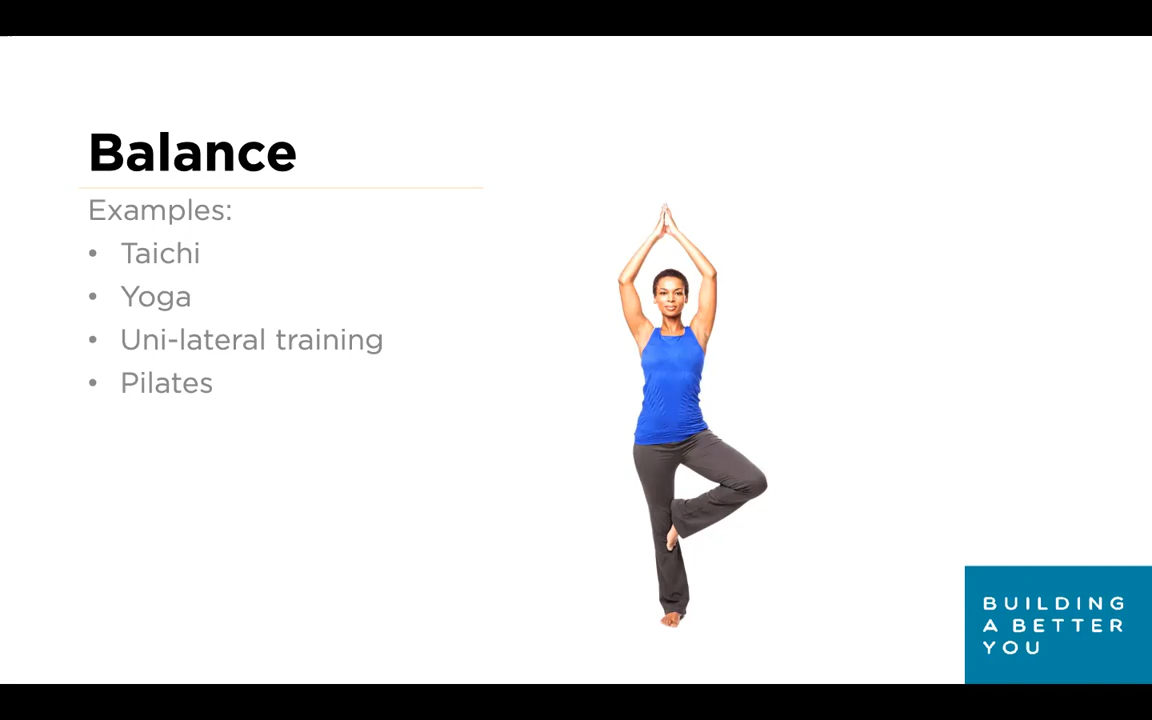 Balance
Examples:
• Taichi
• Yoga
• Uni-lateral training
• Pilates
BUILDING
A BETTER
YOU